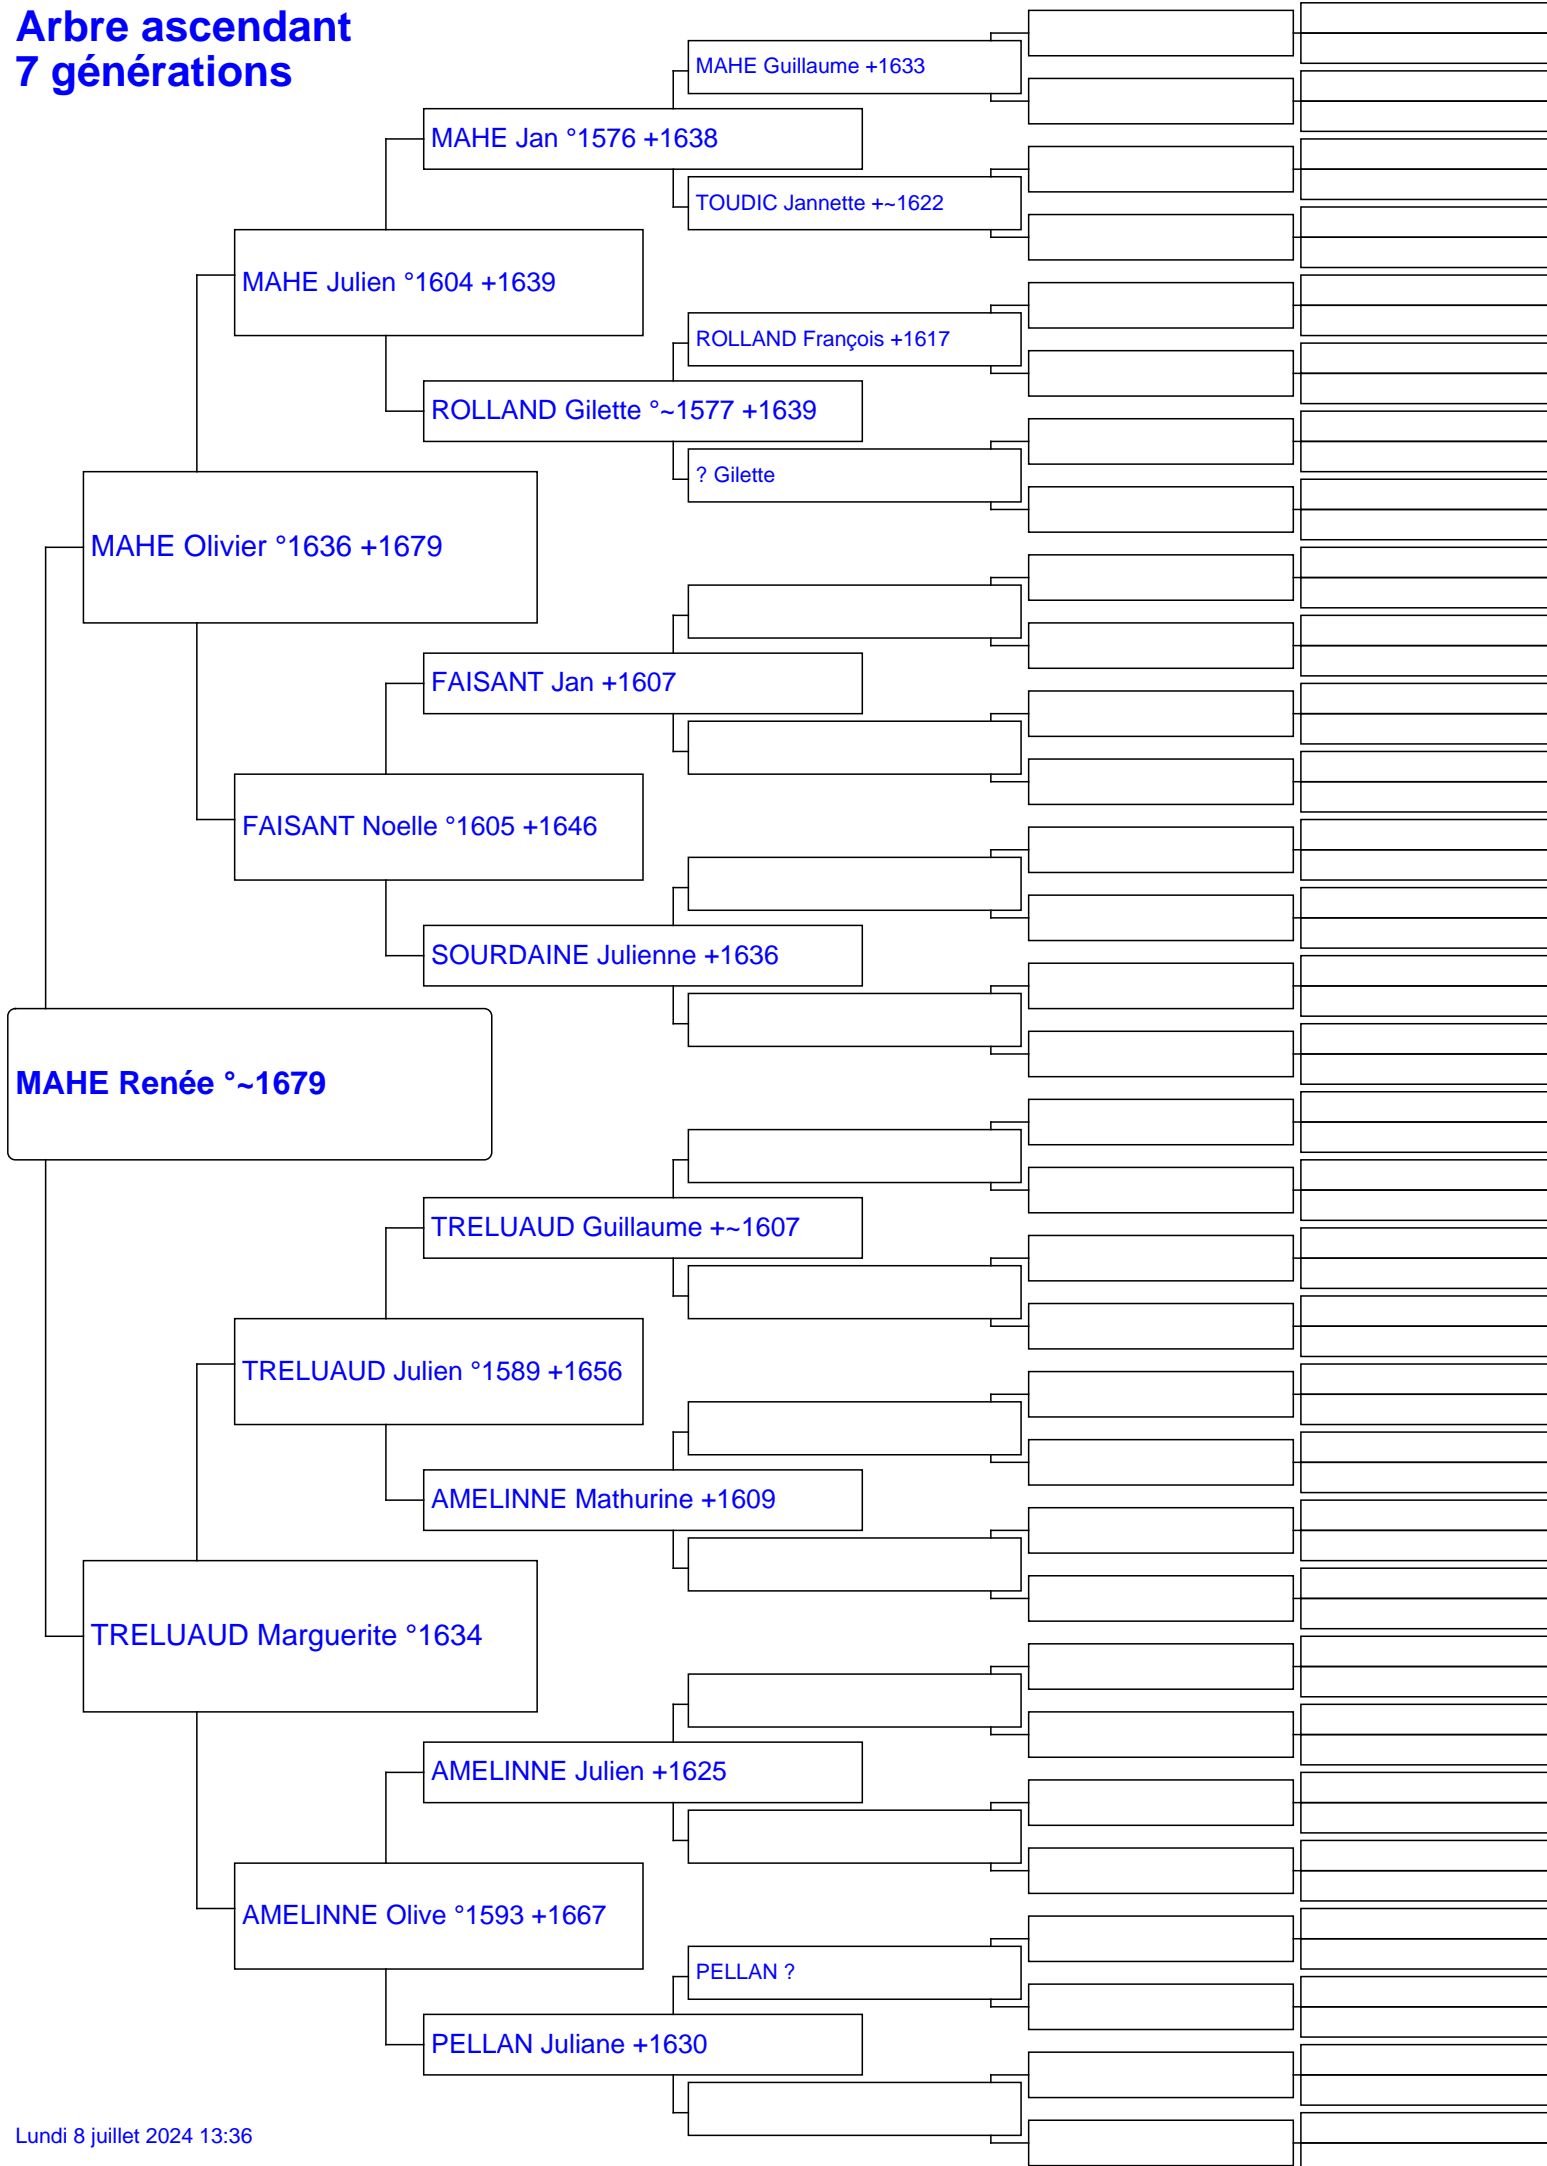 Arbre ascendant
7 générations
MAHE Guillaume +1633
MAHE Jan °1576 +1638
TOUDIC Jannette +~1622
MAHE Julien °1604 +1639
ROLLAND François +1617
ROLLAND Gilette °~1577 +1639
? Gilette
MAHE Olivier °1636 +1679
FAISANT Jan +1607
FAISANT Noelle °1605 +1646
SOURDAINE Julienne +1636
MAHE Renée °~1679
TRELUAUD Guillaume +~1607
TRELUAUD Julien °1589 +1656
AMELINNE Mathurine +1609
TRELUAUD Marguerite °1634
AMELINNE Julien +1625
AMELINNE Olive °1593 +1667
PELLAN ?
PELLAN Juliane +1630
Lundi 8 juillet 2024 13:36